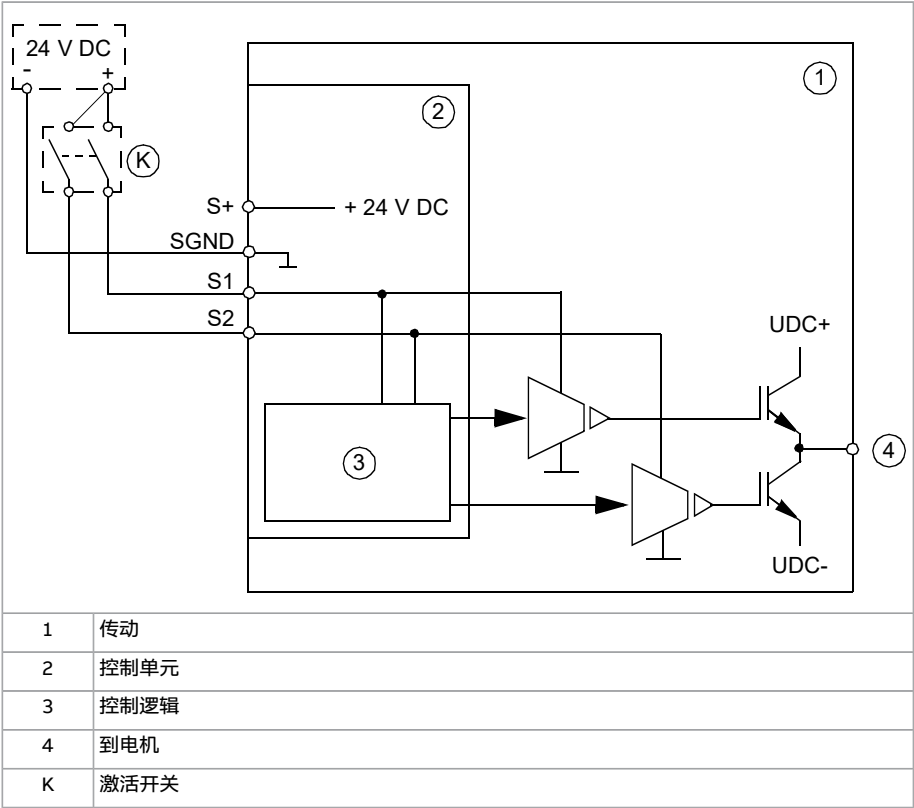 24 V DC
- +
1
2
K
S+ + 24 V DC
SGND
S1
S2
UDC+
3
4
UDC-
1 传动
2 控制单元
3 控制逻辑
4 到电机
K 激活开关